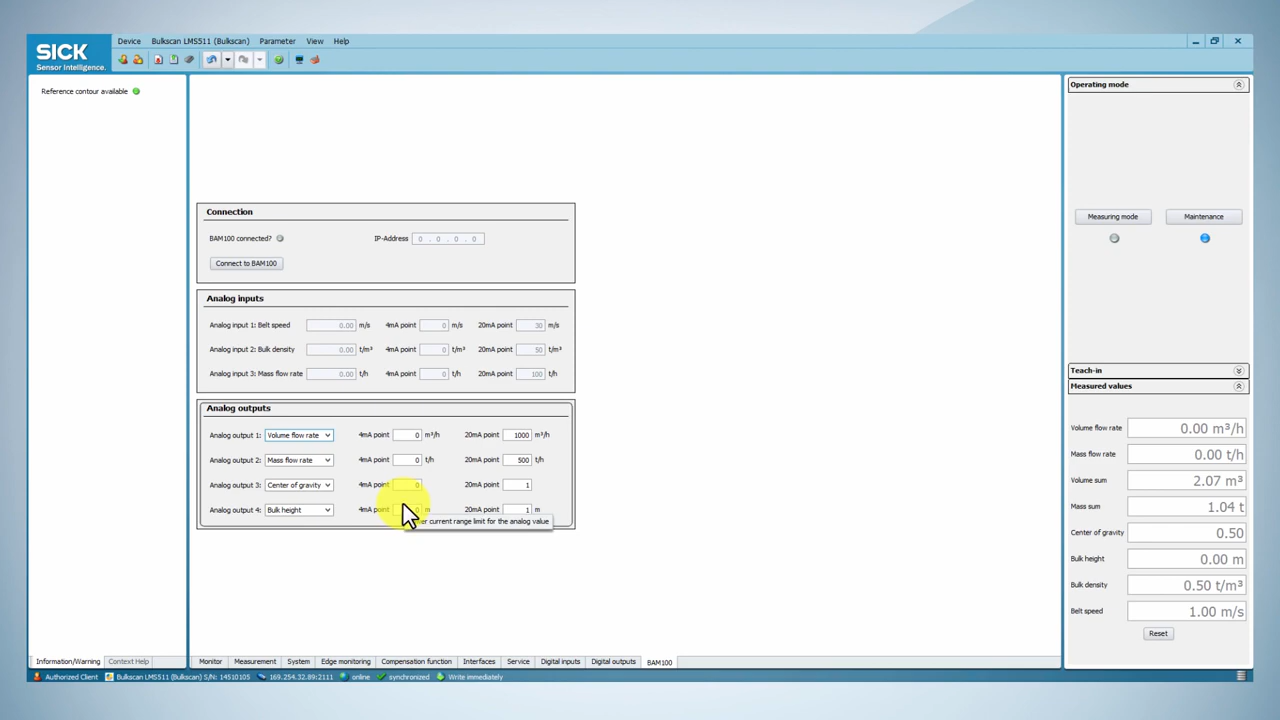 SICK
Sensor Intelligence.
Device Bulkscan LMS511 (Bulkscan) Parameter View Help
Reference contour available
Connection
BAM100 connected? IP-Address 0 . 0 . 0 . 0
Connect to BAM100
Analog inputs
Analog input 1: Belt speed 0.00 m/s 4mA point 0 m/s 20mA point 30 m/s
Analog input 2: Bulk density 0.00 t/m³ 4mA point 0 t/m³ 20mA point 50 t/m³
Analog input 3: Mass flow rate 0.00 t/h 4mA point 0 t/h 20mA point 100 t/h
Analog outputs
Analog output 1: Volume flow rate 4mA point 0 m³/h 20mA point 1000 m³/h
Analog output 2: Mass flow rate 4mA point 0 t/h 20mA point 500 t/h
Analog output 3: Center of gravity 4mA point 0 20mA point 1
Analog output 4: Bulk height 4mA point 0 m 20mA point 1 m
current range limit for the analog value
Operating mode
Measuring mode Maintenance
Teach-in
Measured values
Volume flow rate 0.00 m³/h
Mass flow rate 0.00 t/h
Volume sum 2.07 m³
Mass sum 1.04 t
Center of gravity 0.50
Bulk height 0.00 m
Bulk density 0.50 t/m³
Belt speed 1.00 m/s
Reset
Information/Warning Context Help Monitor Measurement System Edge monitoring Compensation function Interfaces Service Digital inputs Digital outputs BAM100
Authorized Client Bulkscan LMS511 (Bulkscan) S/N: 14510105 169.254.32.89:2111 online synchronized Write immediately